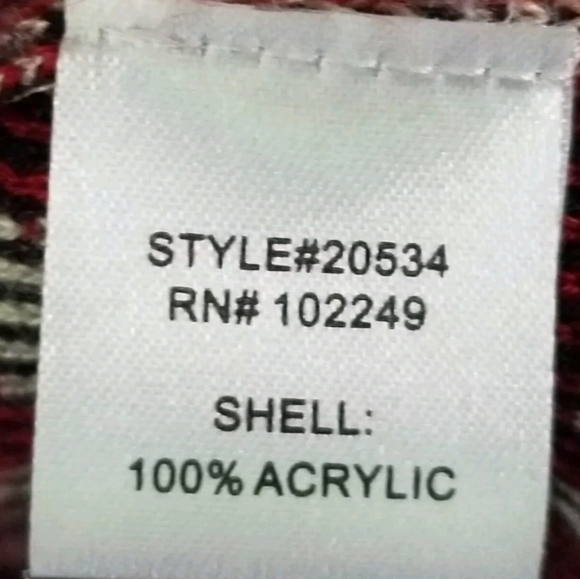 STYLE#20534
RN# 102249
SHELL:
100% ACRYLIC